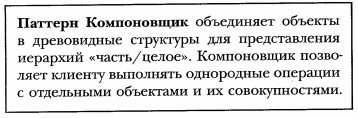 Паттерн Компоновщик объединяет объекты
в древовидные структуры для представления
иерархий «часть/целое». Компоновщик позво-
ляет клиенту выполнять однородные операции
с отдельными объектами и их совокупностями.